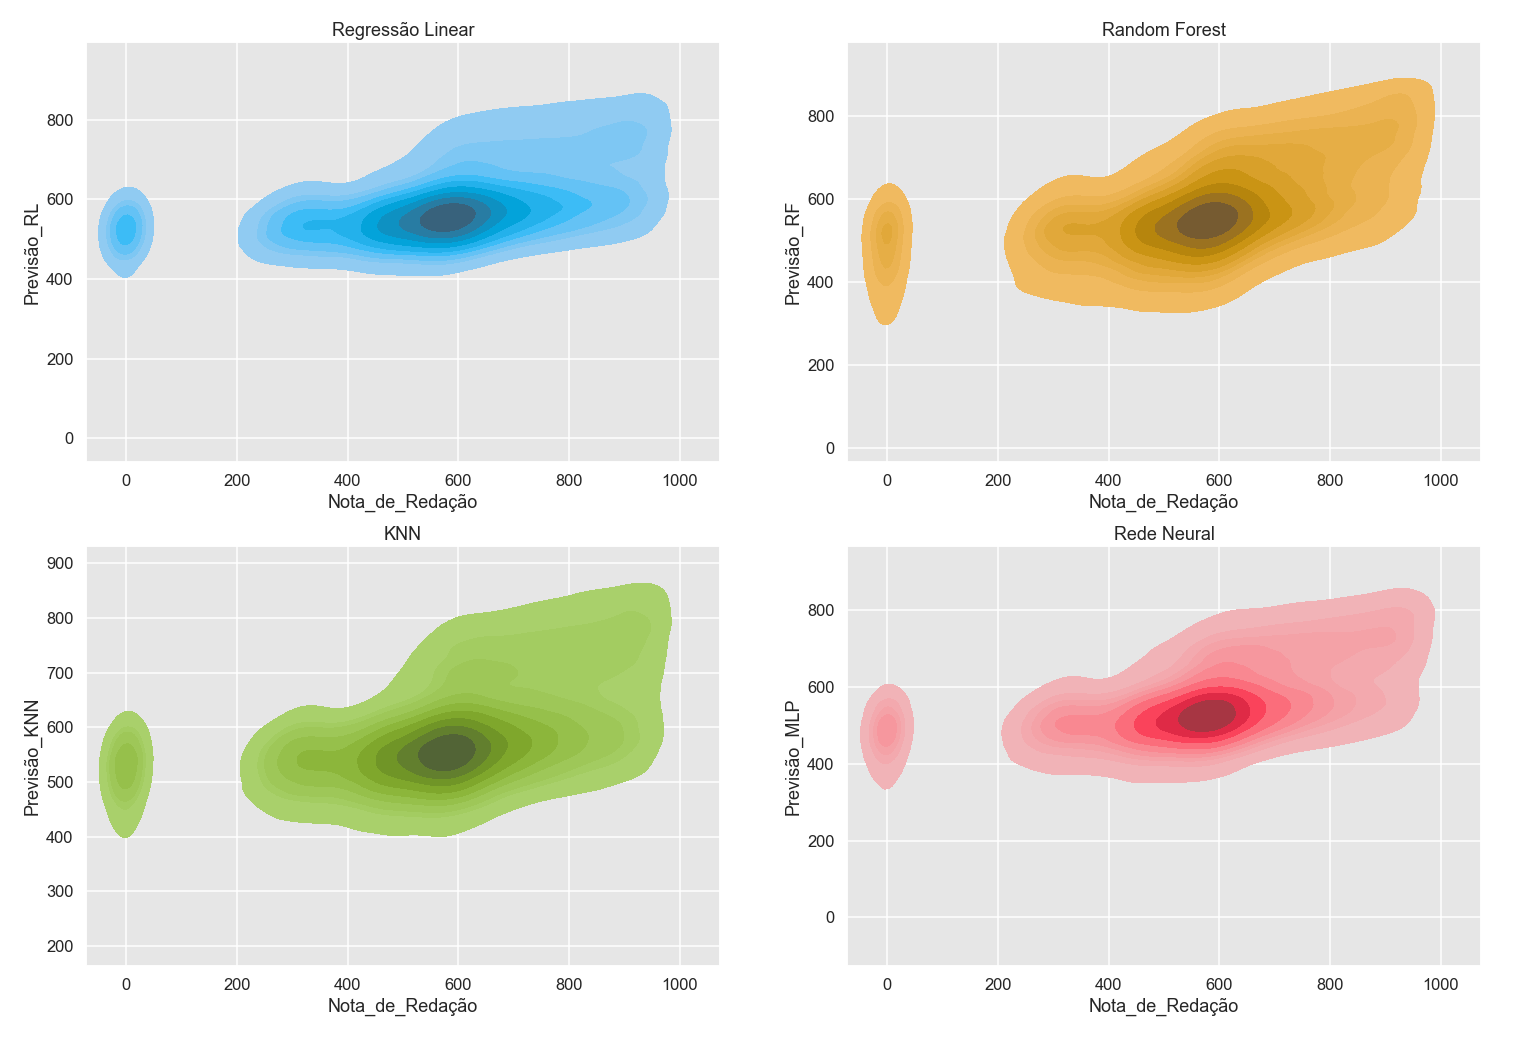 Regressão Linear
Previsão_RL
800
600
400
200
0
0 200 400 600 800 1000
Nota_de_Redação
Random Forest
Previsão_RF
800
600
400
200
0
0 200 400 600 800 1000
Nota_de_Redação
KNN
Previsão_KNN
900
800
700
600
500
400
300
200
0 200 400 600 800 1000
Nota_de_Redação
Rede Neural
Previsão_MLP
800
600
400
200
0
0 200 400 600 800 1000
Nota_de_Redação